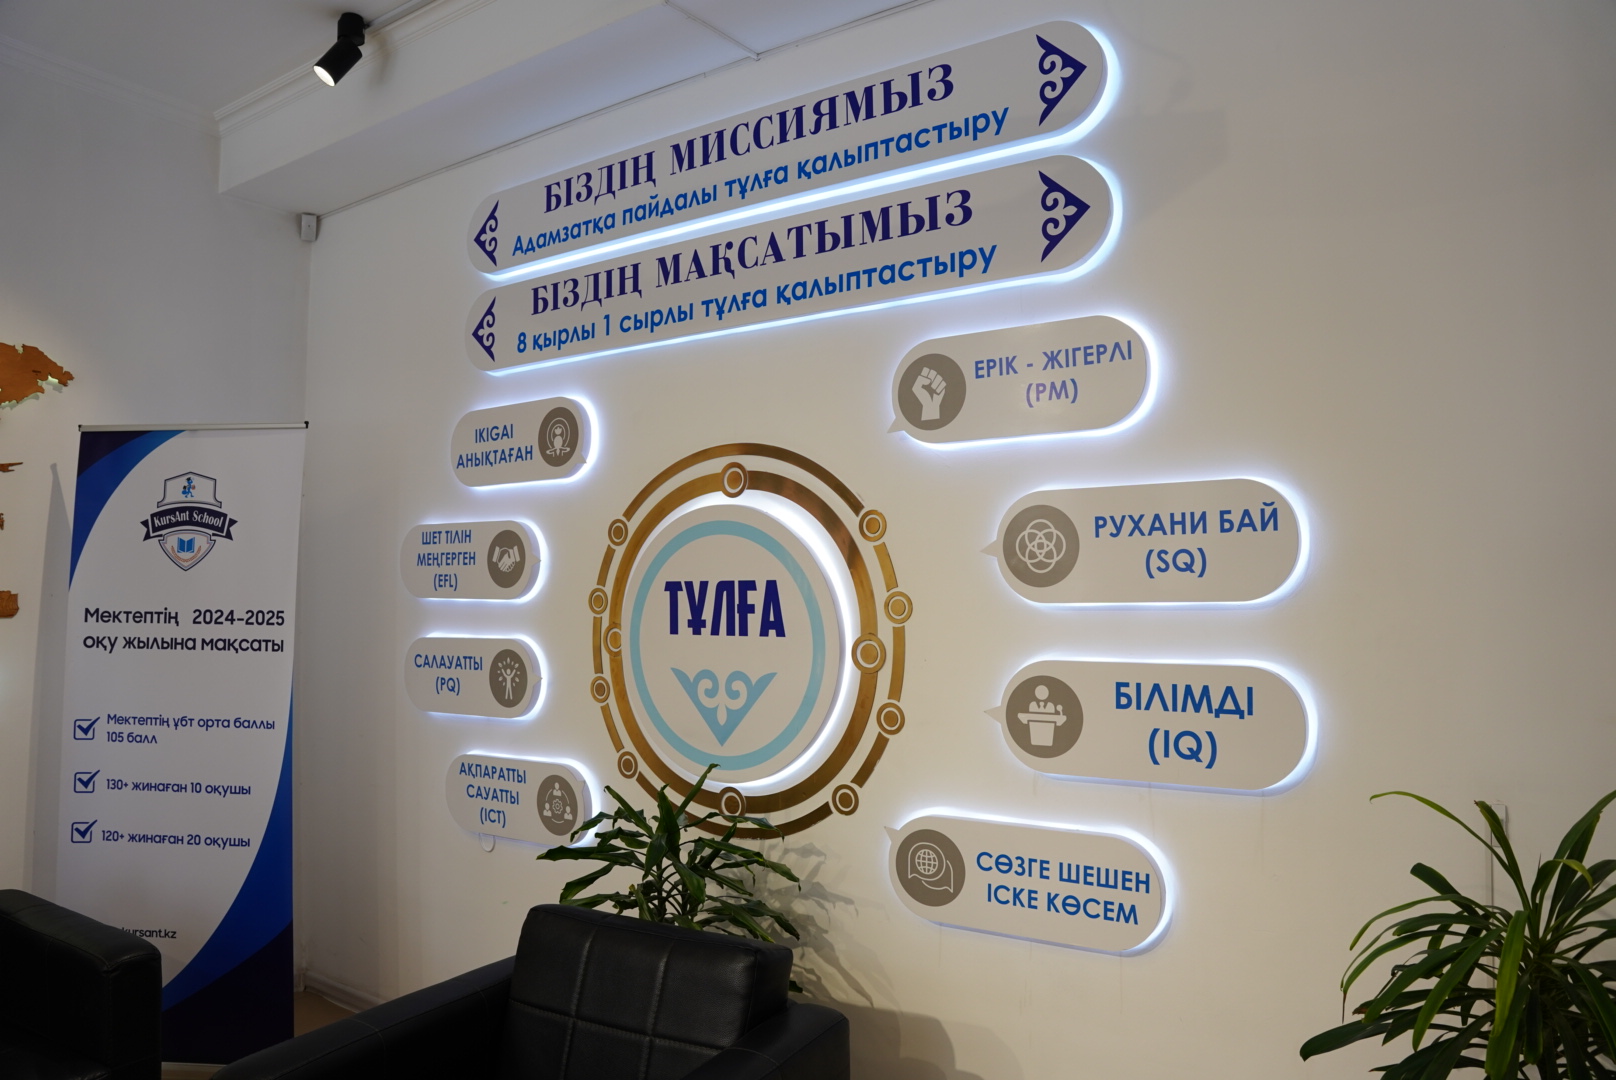 БІЗДІҢ МИССИЯМЫЗ
Адамзатқа пайдалы тұлға қалыптастыру
БІЗДІҢ МАҚСАТЫМЫЗ
8 қырлы 1 сырлы тұлға қалыптастыру
IKIGAI
АНЫҚТАҒАН
ШЕТ ТІЛІН
МЕҢГЕРГЕН
(EFL)
САЛАУАТТЫ
(PQ)
АҚПАРАТТЫ
САУАТТЫ
(ICT)
ТҰЛҒА
ЕРІК - ЖІГЕРЛІ
(PM)
РУХАНИ БАЙ
(SQ)
БІЛІМДІ
(IQ)
СӨЗГЕ ШЕШЕН
ІСКЕ КӨСЕМ
KursAnt School
Мектептің 2024-2025
оқу жылына мақсаты
Мектептің ұбт орта баллы
105 балл
130+ жинаған 10 оқушы
120+ жинаған 20 оқушы
kursant.kz